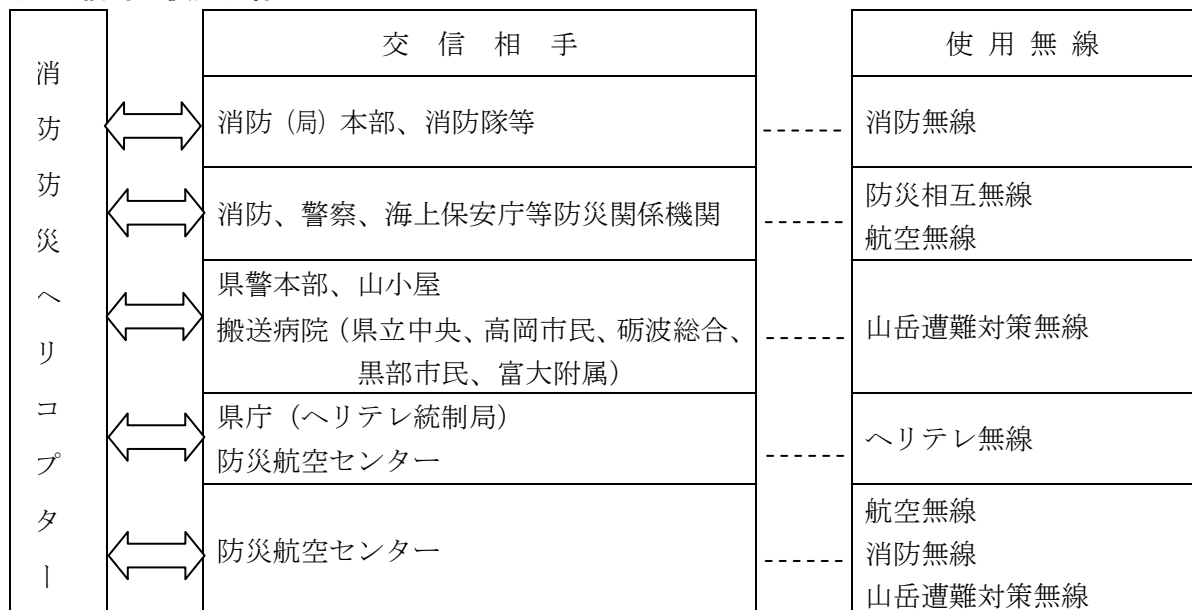 消防防災ヘリコプター
交信相手
使用無線
消防（局）本部、消防隊等
消防無線
消防、警察、海上保安庁等防災関係機関
防災相互無線
航空無線
県警本部、山小屋
搬送病院（県立中央、高岡市民、砺波総合、
黒部市民、富大附属）
山岳遭難対策無線
県庁（ヘリテレ統制局）
防災航空センター
ヘリテレ無線
防災航空センター
航空無線
消防無線
山岳遭難対策無線